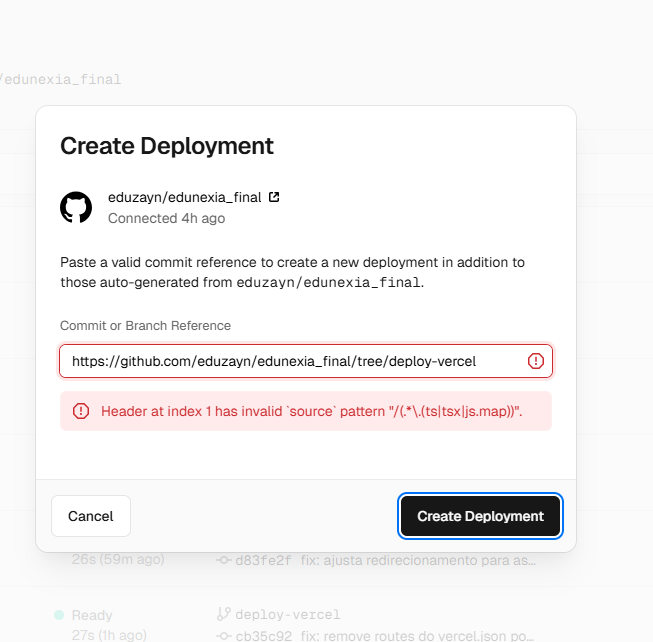 /edunexia_final
Create Deployment
eduzayn/edunexia_final
Connected 4h ago
Paste a valid commit reference to create a new deployment in addition to
those auto-generated from eduzayn/edunexia_final.
Commit or Branch Reference
https://github.com/eduzayn/edunexia_final/tree/deploy-vercel
Header at index 1 has invalid `source` pattern "/(.*\.(ts|tsx|js.map))".
Cancel
Create Deployment
26s (59m ago)
d83fe2f fix: ajusta redirecionamento para as…
Ready
deploy-vercel
27s (1h ago)
cb35c92 fix: remove routes do vercel.json po…